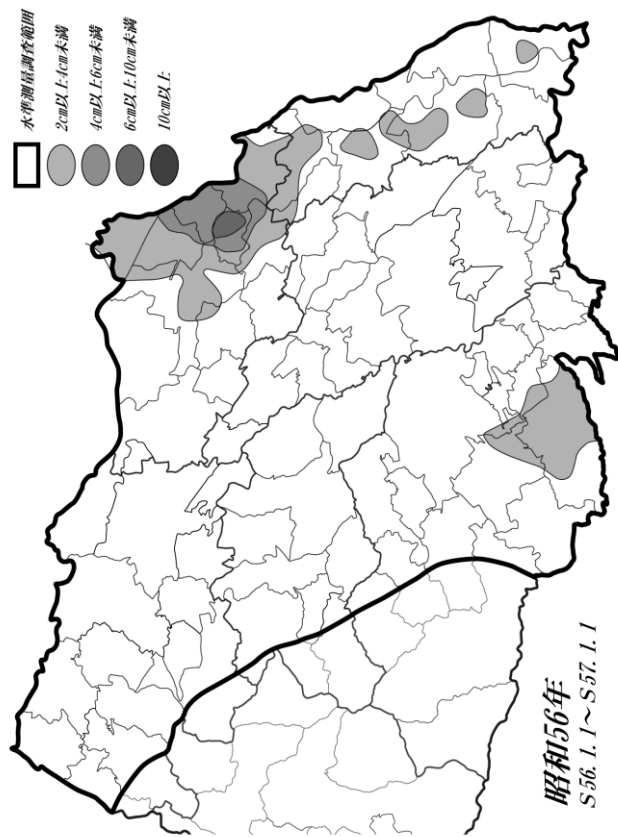 水準測量調査範囲
2cm以上4cm未満
4cm以上6cm未満
6cm以上10cm未満
10cm以上
昭和56年
S56.1.1～S57.1.1